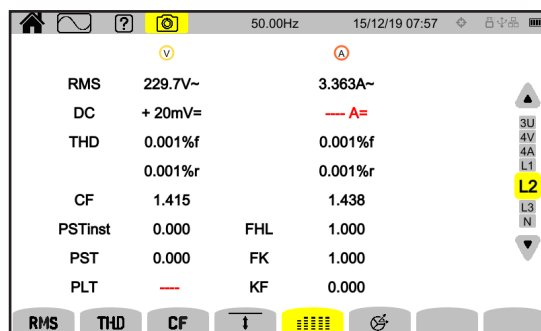 ? 50.00Hz 15/12/19 07:57
V A
RMS 229.7V~ 3.363A~
DC + 20mV= ---- A=
THD 0.001%f 0.001%f
0.001%r 0.001%r
CF 1.415 1.438
PSTinst 0.000 FHL 1.000
PST 0.000 FK 1.000
PLT ---- KF 0.000
3U
4V
4A
L1
L2
L3
N
RMS THD CF